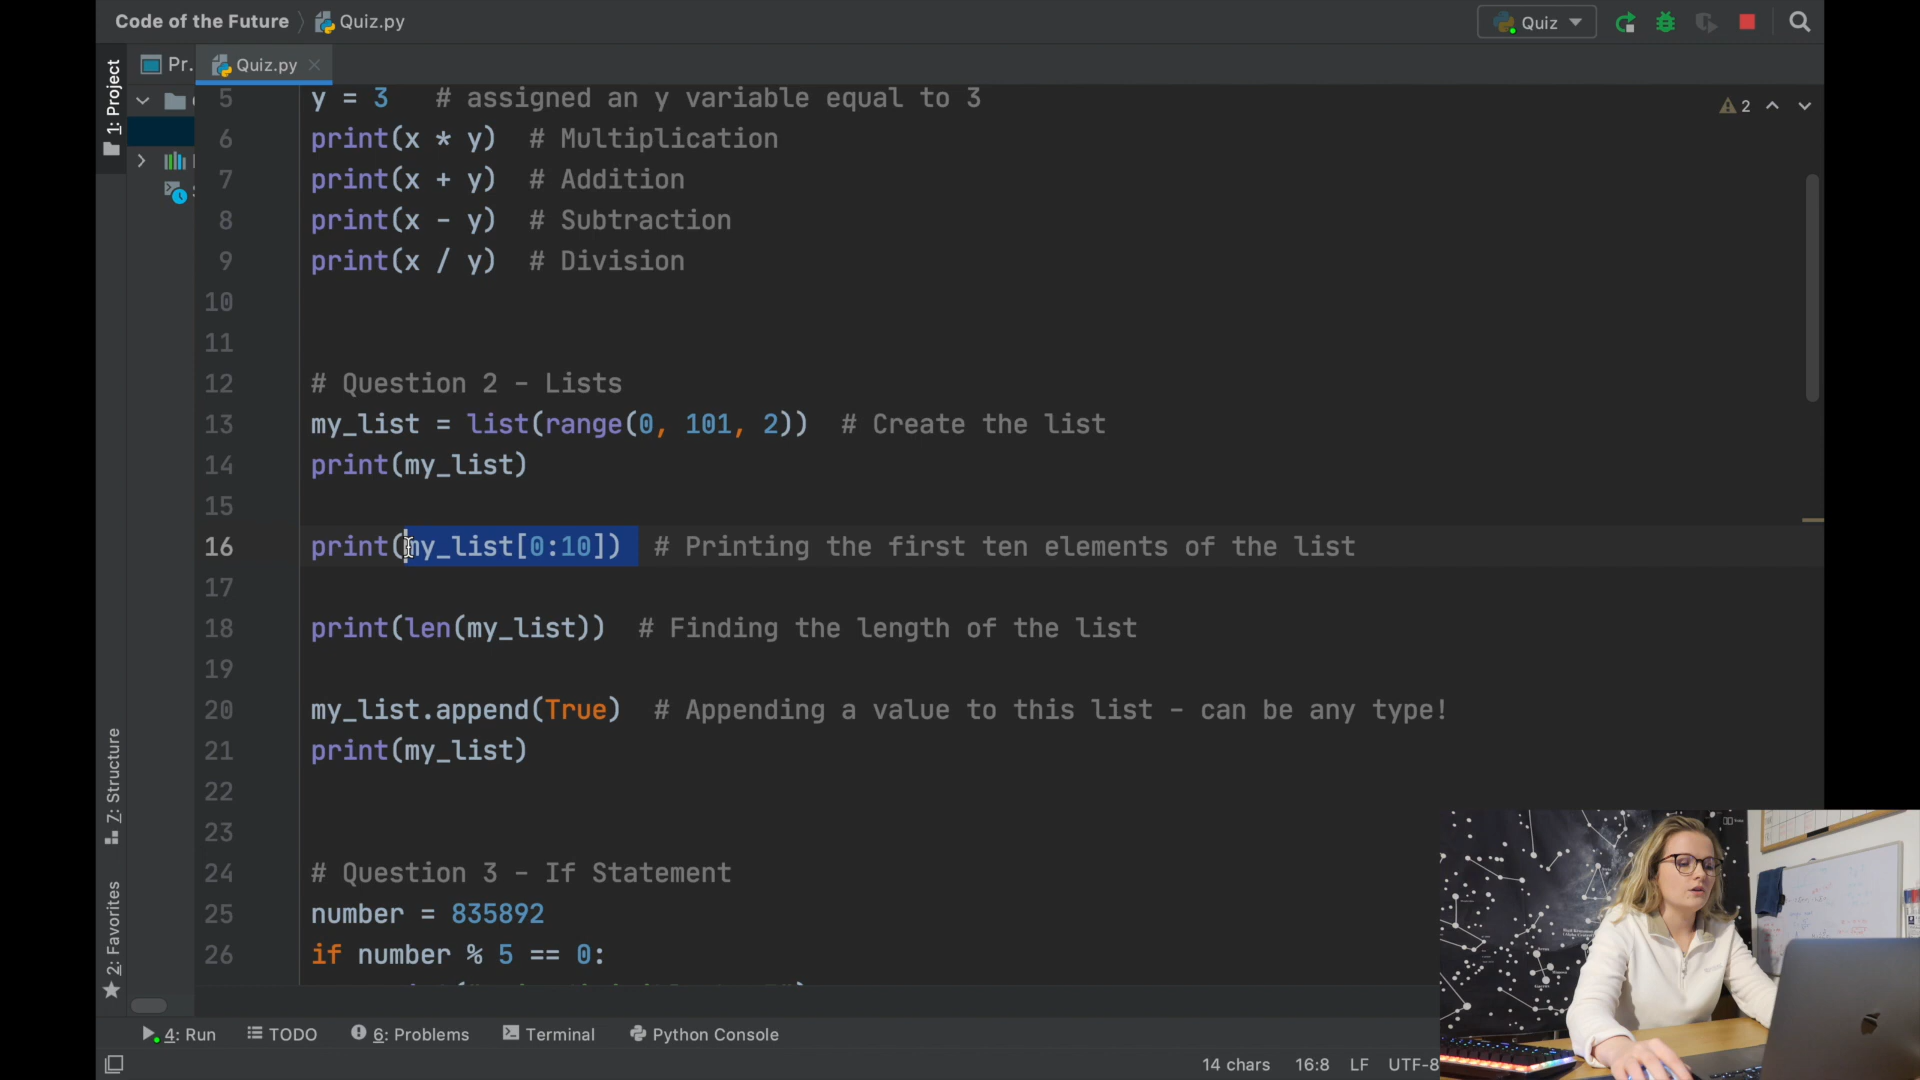 Code of the Future
Quiz.py
Quiz
1: Project
Pr.
Quiz.py
2
5 y = 3 # assigned an y variable equal to 3
6 print(x * y) # Multiplication
7 print(x + y) # Addition
8 print(x - y) # Subtraction
9 print(x / y) # Division
10
11
12 # Question 2 - Lists
13 my_list = list(range(0, 101, 2)) # Create the list
14 print(my_list)
15
16 print(my_list[0:10]) # Printing the first ten elements of the list
17
18 print(len(my_list)) # Finding the length of the list
19
20 my_list.append(True) # Appending a value to this list - can be any type!
21 print(my_list)
22
23
24 # Question 3 - If Statement
25 number = 835892
26 if number % 5 == 0:
7: Structure
2: Favorites
4: Run
TODO
6: Problems
Terminal
Python Console
14 chars 16:8 LF UTF-8